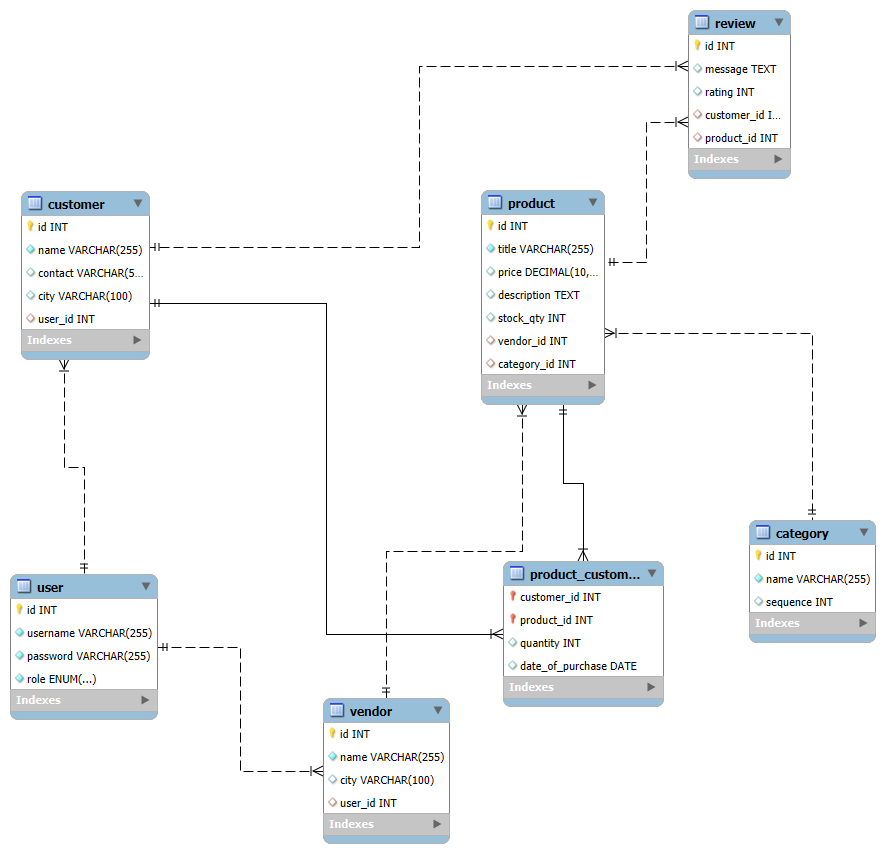 review
id INT
message TEXT
rating INT
customer_id I...
product_id INT
Indexes
customer
id INT
name VARCHAR(255)
contact VARCHAR(5...
city VARCHAR(100)
user_id INT
Indexes
product
id INT
title VARCHAR(255)
price DECIMAL(10,...
description TEXT
stock_qty INT
vendor_id INT
category_id INT
Indexes
category
id INT
name VARCHAR(255)
sequence INT
Indexes
user
id INT
username VARCHAR(255)
password VARCHAR(255)
role ENUM(...)
Indexes
product_custom...
customer_id INT
product_id INT
quantity INT
date_of_purchase DATE
Indexes
vendor
id INT
name VARCHAR(255)
city VARCHAR(100)
user_id INT
Indexes